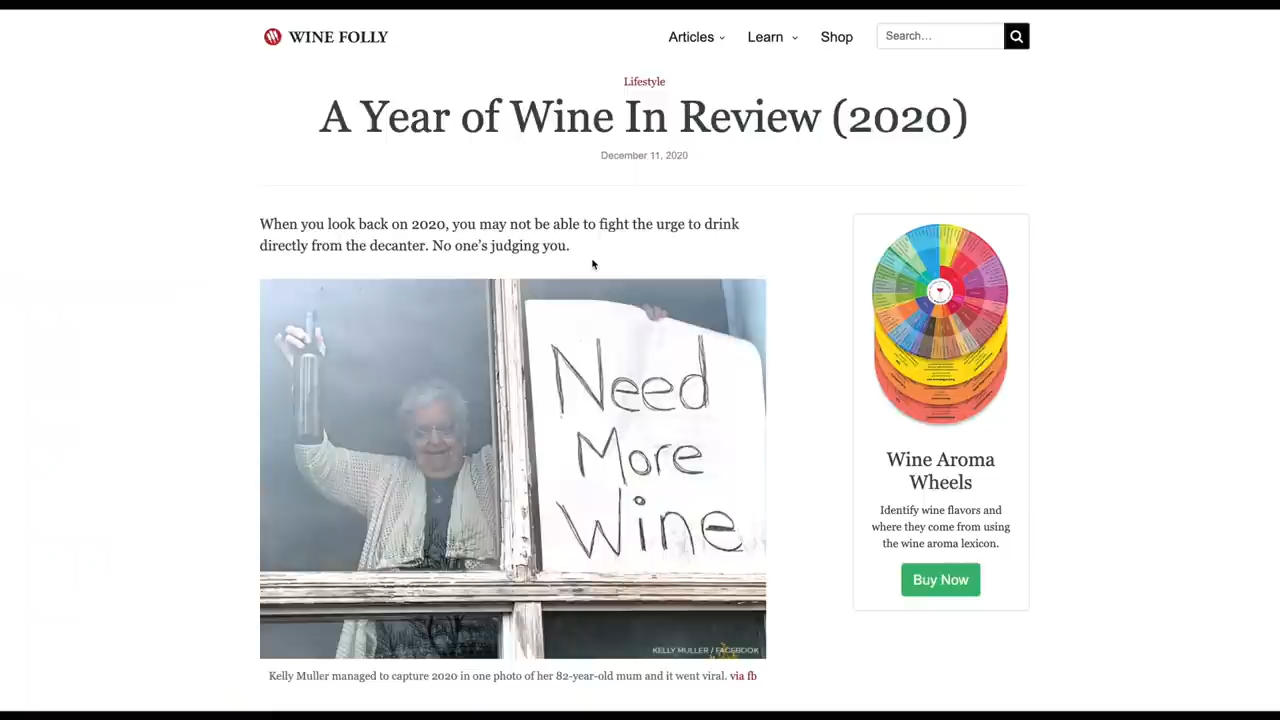 WINE FOLLY
Articles
Learn
Shop
Search...
Lifestyle
A Year of Wine In Review (2020)
December 11, 2020
When you look back on 2020, you may not be able to fight the urge to drink
directly from the decanter. No one's judging you.
Need
More
Wine
KELLY MULLER / FACEBOOK
Kelly Muller managed to capture 2020 in one photo of her 82-year-old mum and it went viral. via fb
Wine Aroma
Wheels
Identify wine flavors and
where they come from using
the wine aroma lexicon.
Buy Now